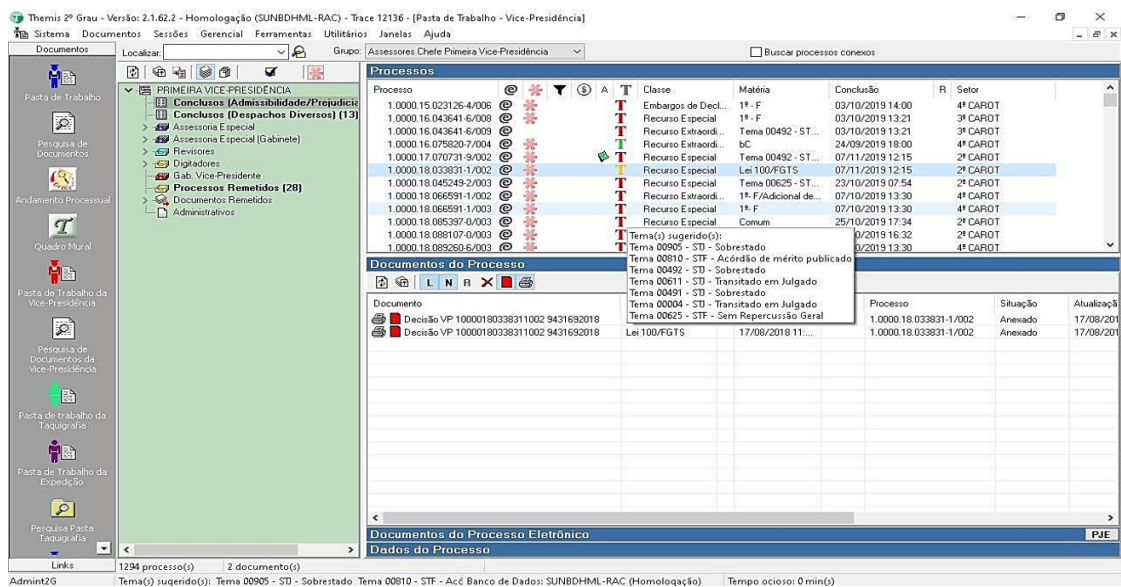 Themis 2º Grau - Versão: 2.1.62.2 - Homologação (SUNBDHML-RAC) - Trace 12136 - [Pasta de Trabalho - Vice-Presidência]
Sistema Documentos Sessões Gerencial Ferramentas Utilitários Janelas Ajuda
Documentos
Localizar:
Grupo: Assessores Chefe Primeira Vice-Presidência
Buscar processos conexos
Pasta de Trabalho
Pesquisa de Documentos
Andamento Processual
Quadro Mural
Pasta de Trabalho da Vice-Presidência
Pesquisa de Documentos da Vice-Presidência
Pasta de trabalho da Taquigrafia
Pasta de Trabalho da Expedição
Pesquisa Pasta Taquigrafia
Links
PRIMEIRA VICE-PRESIDÊNCIA
Conclusos (Admissibilidade/Prejudicia
Conclusos (Despachos Diversos) (13)
Assessoria Especial
Assessoria Especial (Gabinete)
Revisores
Digitadores
Gab. Vice-Presidente
Processos Remetidos (28)
Documentos Remetidos
Administrativos
Processos
Processo @ A T Classe Matéria Conclusão R Setor
1.0000.15.023126-4/006 @ T Embargos de Decl... 1ª - F 03/10/2019 14:00 4º CAROT
1.0000.16.043641-6/008 @ T Recurso Especial 1ª - F 03/10/2019 13:21 3º CAROT
1.0000.16.043641-6/009 @ T Recurso Extraordi... Tema 00492 - ST... 03/10/2019 13:21 3º CAROT
1.0000.16.075820-7/004 @ T Recurso Extraordi... bC 24/09/2019 18:00 4º CAROT
1.0000.17.070731-9/002 @ T Recurso Especial Tema 00492 - ST... 07/11/2019 12:15 2º CAROT
1.0000.18.033831-1/002 @ T Recurso Especial Lei 100/FGTS 07/11/2019 12:15 2º CAROT
1.0000.18.045249-2/003 @ T Recurso Especial Tema 00625 - ST... 23/10/2019 07:54 2º CAROT
1.0000.18.066591-1/002 @ T Recurso Extraordi... 1ª- F/Adicional de... 07/10/2019 13:30 4º CAROT
1.0000.18.066591-1/003 @ T Recurso Especial 1ª- F 07/10/2019 13:30 4º CAROT
1.0000.18.085397-0/003 @ T Recurso Especial Comum 25/10/2019 17:34 2º CAROT
1.0000.18.088107-0/003 @ T 0/2019 16:32 2º CAROT
1.0000.18.089260-6/003 @ T 0/2019 13:30 4º CAROT
Tema(s) sugerido(s):
Tema 00905 - STJ - Sobrestado
Tema 00810 - STF - Acórdão de mérito publicado
Tema 00492 - STJ - Sobrestado
Tema 00611 - STJ - Transitado em Julgado
Tema 00491 - STJ - Sobrestado
Tema 00004 - STJ - Transitado em Julgado
Tema 00625 - STF - Sem Repercussão Geral
Documentos do Processo
L N R
Documento Processo Situação Atualizaçã
Decisão VP 10000180338311002 9431692018 1.0000.18.033831-1/002 Anexado 17/08/201
Decisão VP 10000180338311002 9431692018 Lei 100/FGTS 17/08/2018 11:... 1.0000.18.033831-1/002 Anexado 17/08/201
Documentos do Processo Eletrônico PJE
Dados do Processo
1294 processo(s) 2 documento(s)
Admint2G Tema(s) sugerido(s): Tema 00905 - STJ - Sobrestado Tema 00810 - STF - Acó Banco de Dados: SUNBDHML-RAC (Homologação) Tempo ocioso: 0 min(s)